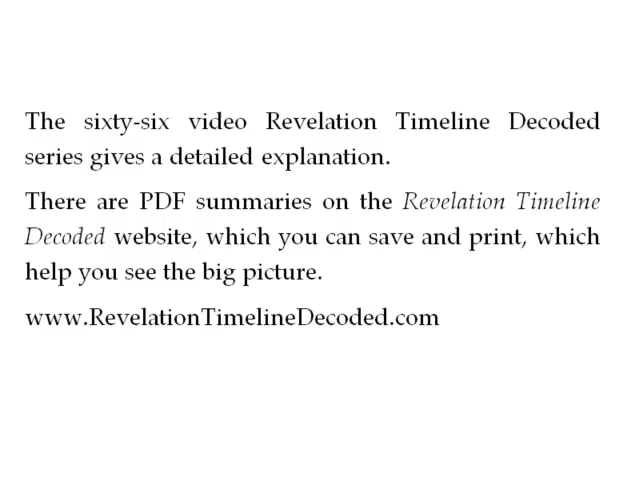 The sixty-six video Revelation Timeline Decoded
series gives a detailed explanation.
There are PDF summaries on the Revelation Timeline
Decoded website, which you can save and print, which
help you see the big picture.
www.RevelationTimelineDecoded.com